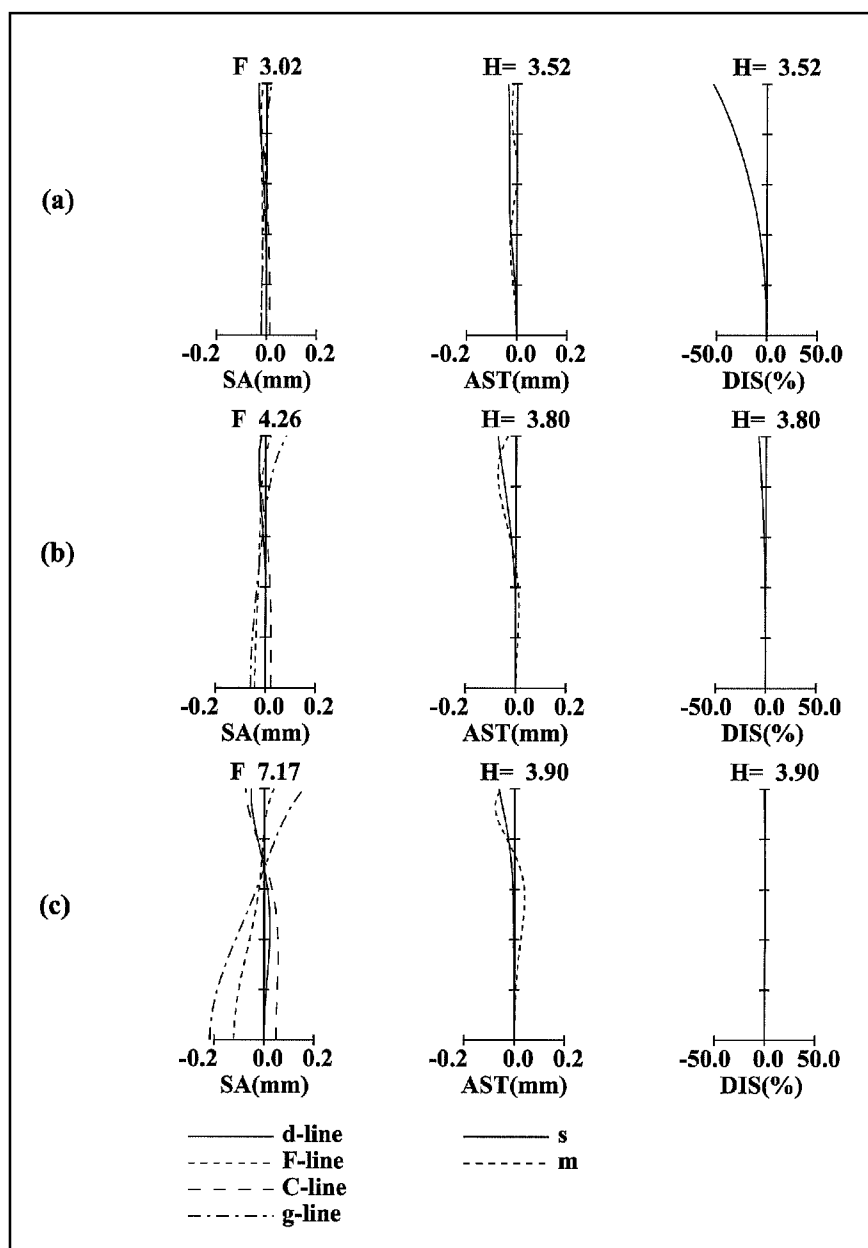 F 3.02 H= 3.52 H= 3.52
(a)
-0.2 0.0 0.2 -0.2 0.0 0.2 -50.0 0.0 50.0
SA(mm) AST(mm) DIS(%)
F 4.26 H= 3.80 H= 3.80
(b)
-0.2 0.0 0.2 -0.2 0.0 0.2 -50.0 0.0 50.0
SA(mm) AST(mm) DIS(%)
F 7.17 H= 3.90 H= 3.90
(c)
-0.2 0.0 0.2 -0.2 0.0 0.2 -50.0 0.0 50.0
SA(mm) AST(mm) DIS(%)
d-line s
F-line m
C-line
g-line